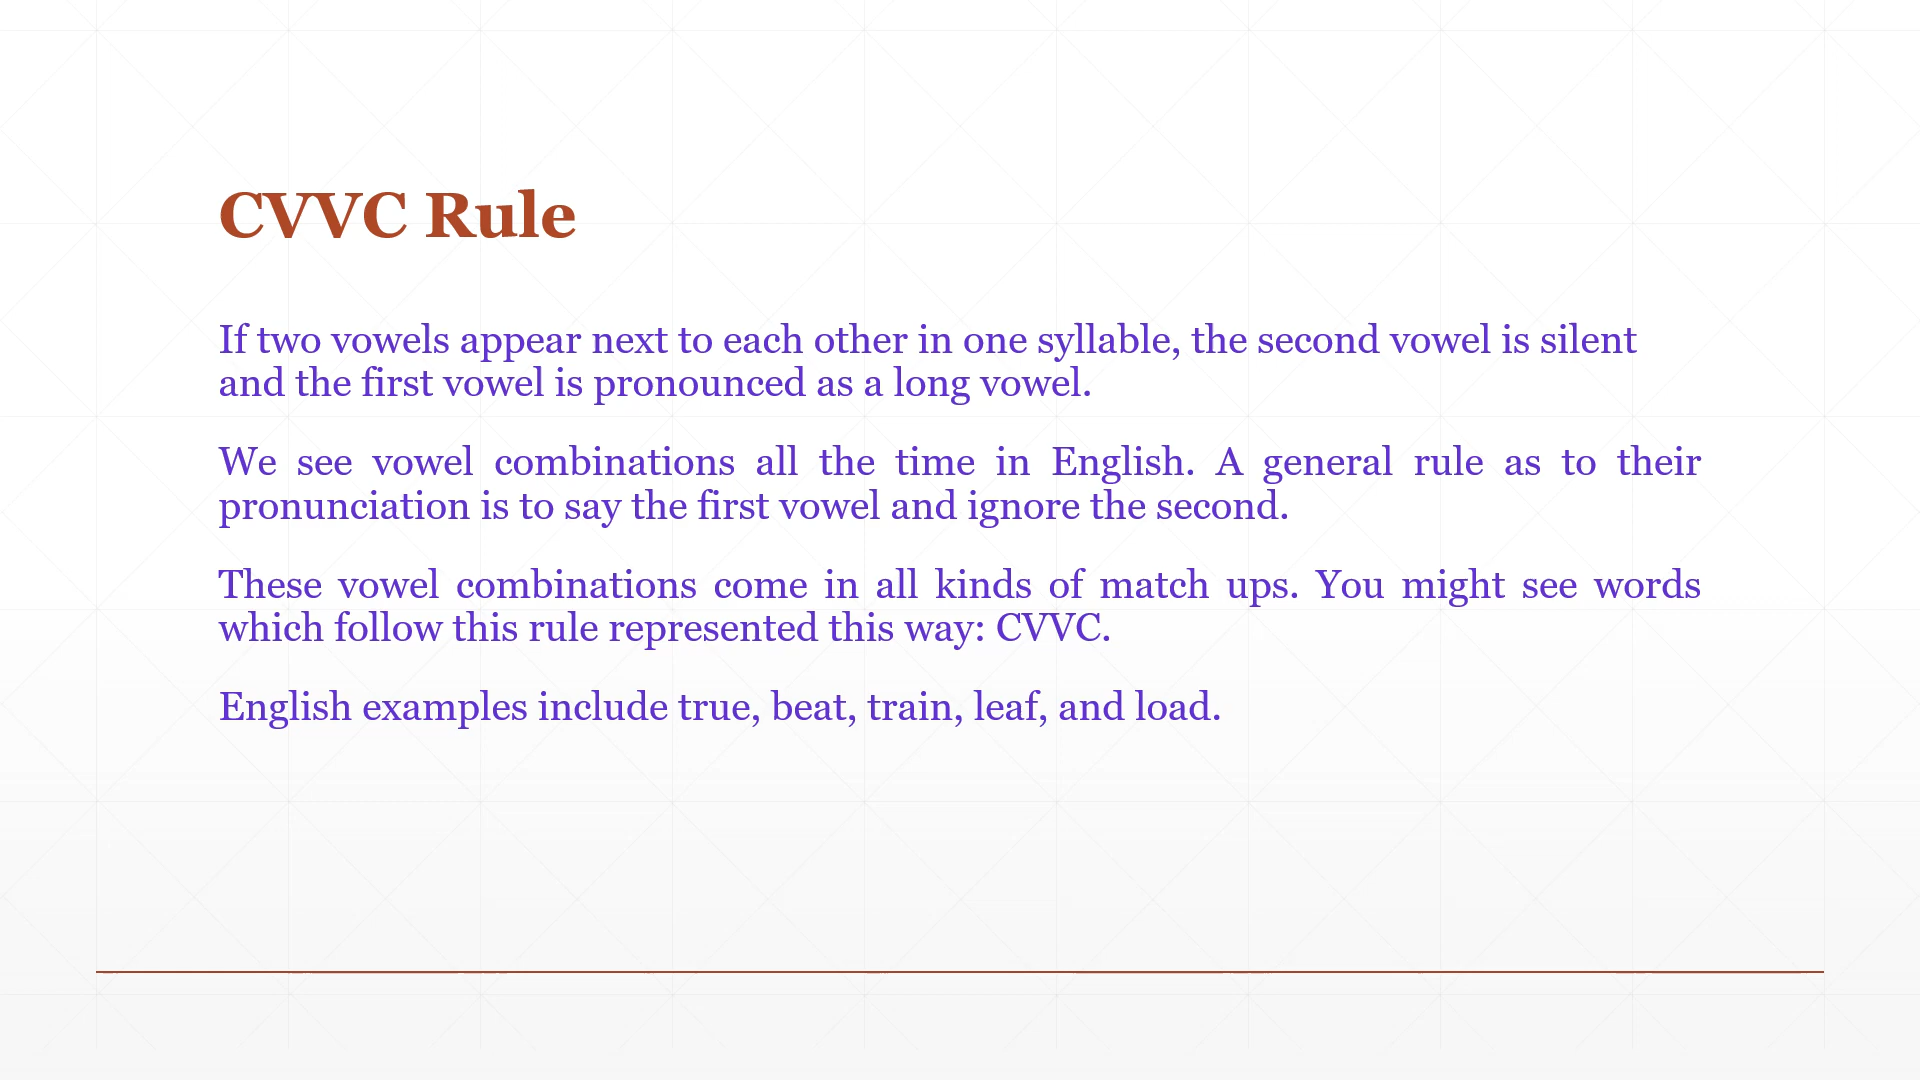 CVVC Rule
If two vowels appear next to each other in one syllable, the second vowel is silent
and the first vowel is pronounced as a long vowel.
We see vowel combinations all the time in English. A general rule as to their
pronunciation is to say the first vowel and ignore the second.
These vowel combinations come in all kinds of match ups. You might see words
which follow this rule represented this way: CVVC.
English examples include true, beat, train, leaf, and load.